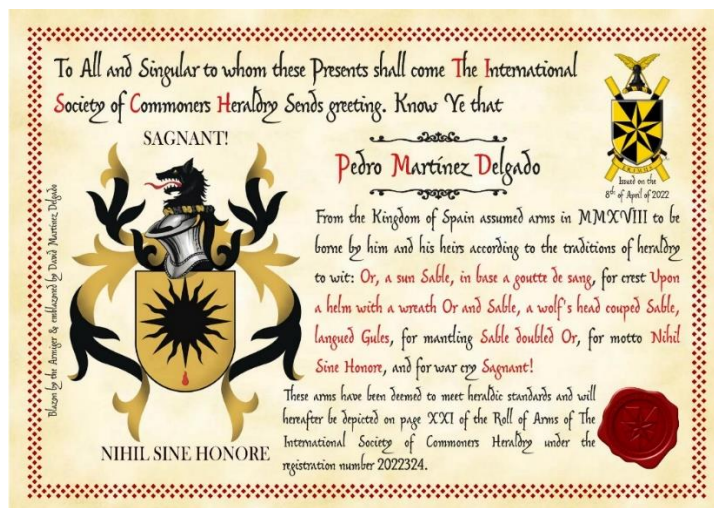 To All and Singular to whom these Presents shall come The International
Society of Commoners Heraldry Sends greeting. Know Ye that
SAGNANT!
Pedro Martínez Delgado
Issued on the
8th of April of 2022
From the Kingdom of Spain assumed arms in MMXVIII to be
borne by him and his heirs according to the traditions of heraldry
to wit: Or, a sun Sable, in base a goutte de sang, for crest Upon
a helm with a wreath Or and Sable, a wolf's head couped Sable,
langued Gules, for mantling Sable doubled Or, for motto Nihil
Sine Honore, and for war cry Sagnant!
These arms have been deemed to meet heraldic standards and will
hereafter be depicted on page XXI of the Roll of Arms of The
International Society of Commoners Heraldry under the
registration number 2022324.
NIHIL SINE HONORE
Blazon by the Armiger & emblazoned by David Martínez Delgado